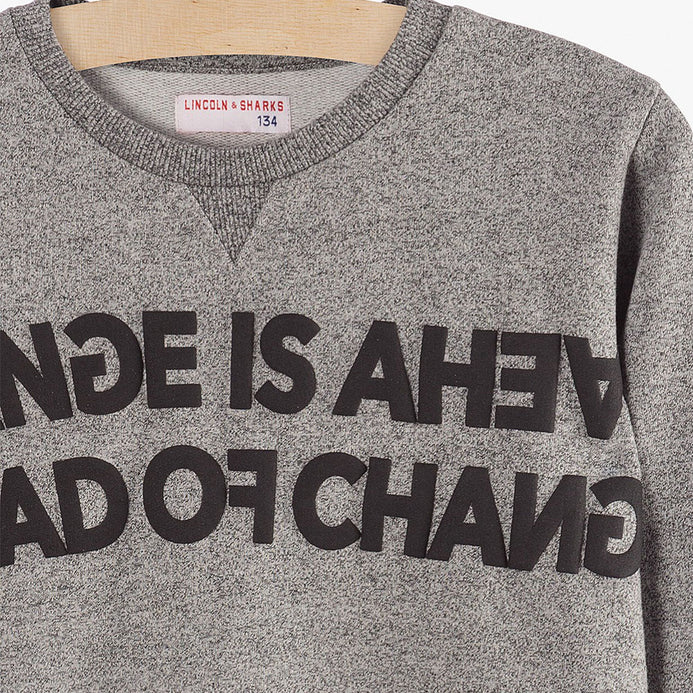 LINCOLN & SHARKS
134
NGE IS AHEA
AD OF CHANG